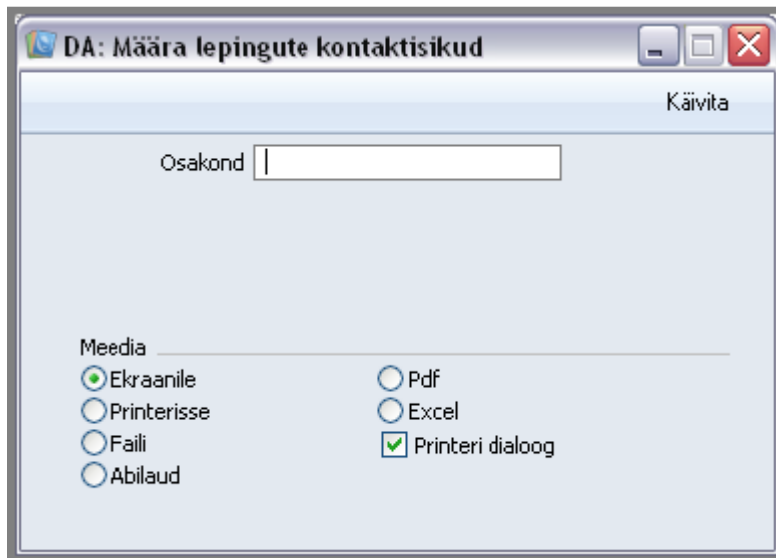 DA: Määra lepingute kontaktisikud
Käivita
Osakond
Meedia
Ekraanile
Pdf
Printerisse
Excel
Faili
Printeri dialoog
Abilaud